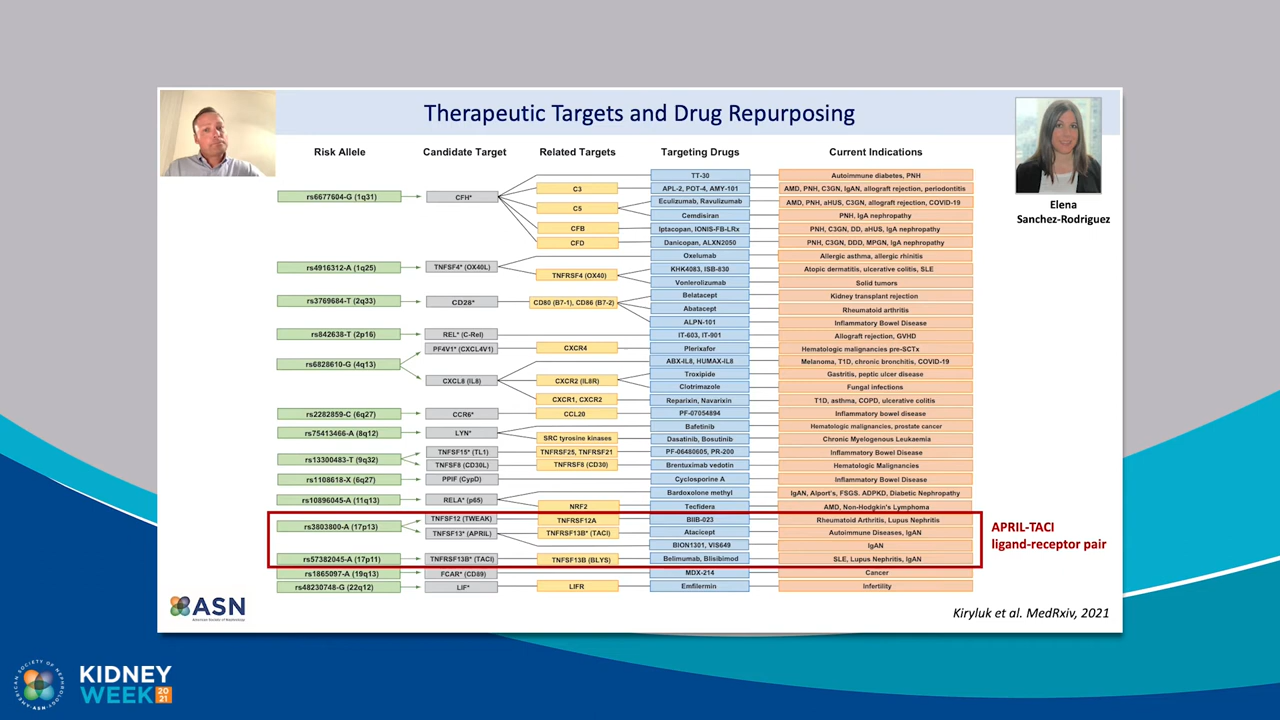 Therapeutic Targets and Drug Repurposing
Risk Allele Candidate Target Related Targets Targeting Drugs Current Indications
TT-30 Autoimmune diabetes, PNH
rs6677604-G (1q31) CFH* C3 APL-2, POT-4, AMY-101 AMD, PNH, C3GN, IgAN, allograft rejection, periodontitis
C5 Eculizumab, Ravulizumab AMD, PNH, aHUS, C3GN, allograft rejection, COVID-19
Cemdisiran PNH, IgA nephropathy
CFB Iptacopan, IONIS-FB-LRx PNH, C3GN, DD, aHUS, IgA nephropathy
CFD Danicopan, ALXN2050 PNH, C3GN, DDD, MPGN, IgA nephropathy
Oxelumab Allergic asthma, allergic rhinitis
rs4916312-A (1q25) TNFSF4* (OX40L) TNFRSF4 (OX40) KHK4083, ISB-830 Atopic dermatitis, ulcerative colitis, SLE
Vonlerolizumab Solid tumors
Belatacept Kidney transplant rejection
rs3769684-T (2q33) CD28* CD80 (B7-1), CD86 (B7-2) Abatacept Rheumatoid arthritis
ALPN-101 Inflammatory Bowel Disease
rs842638-T (2p16) REL* (C-Rel) IT-603, IT-901 Allograft rejection, GVHD
PF4V1* (CXCL4V1) CXCR4 Plerixafor Hematologic malignancies pre-SCTx
rs6828610-G (4q13) ABX-IL8, HUMAX-IL8 Melanoma, T1D, chronic bronchitis, COVID-19
CXCL8 (IL8) CXCR2 (IL8R) Troxipide Gastritis, peptic ulcer disease
Clotrimazole Fungal infections
CXCR1, CXCR2 Reparixin, Navarixin T1D, asthma, COPD, ulcerative colitis
rs2282859-C (6q27) CCR6* CCL20 PF-07054894 Inflammatory bowel disease
rs75413466-A (8q12) LYN* Bafetinib Hematologic malignancies, prostate cancer
SRC tyrosine kinases Dasatinib, Bosutinib Chronic Myelogenous Leukaemia
rs13300483-T (9q32) TNFSF15* (TL1) TNFRSF25, TNFRSF21 PF-06480605, PR-200 Inflammatory Bowel Disease
TNFSF8 (CD30L) TNFRSF8 (CD30) Brentuximab vedotin Hematologic Malignancies
rs1108618-X (6q27) PPIF (CypD) Cyclosporine A Inflammatory Bowel Disease
rs10896045-A (11q13) RELA* (p65) Bardoxolone methyl IgAN, Alport's, FSGS. ADPKD, Diabetic Nephropathy
NRF2 Tecfidera AMD, Non-Hodgkin's Lymphoma
rs3803800-A (17p13) TNFSF12 (TWEAK) TNFRSF12A BIIB-023 Rheumatoid Arthritis, Lupus Nephritis
TNFSF13* (APRIL) TNFRSF13B* (TACI) Atacicept Autoimmune Diseases, IgAN
BION1301, VIS649 IgAN
rs57382045-A (17p11) TNFRSF13B* (TACI) TNFSF13B (BLYS) Belimumab, Blisibimod SLE, Lupus Nephritis, IgAN
rs1865097-A (19q13) FCAR* (CD89) MDX-214 Cancer
rs48230748-G (22q12) LIF* LIFR Emfilermin Infertility
Elena
Sanchez-Rodriguez
APRIL-TACI
ligand-receptor pair
ASN
American Society of Nephrology
Kiryluk et al. MedRxiv, 2021
AMERICAN SOCIETY OF NEPHROLOGY
ASN
KIDNEY
WEEK 20 21